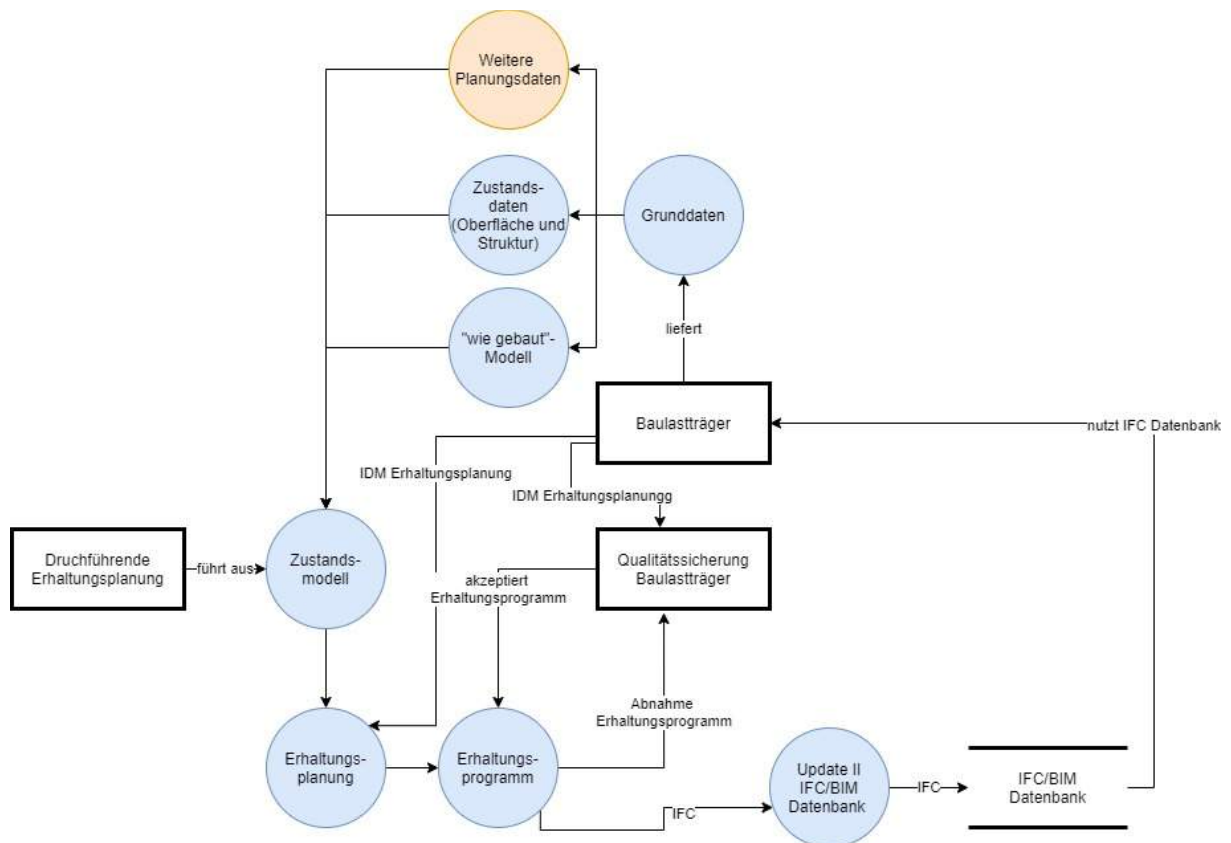 Weitere
Planungsdaten
Zustands-
daten
(Oberfläche und
Struktur)
Grunddaten
"wie gebaut"-
Modell
liefert
Baulastträger
nutzt IFC Datenbank
IDM Erhaltungsplanung
IDM Erhaltungsplanungg
Druchführende
Erhaltungsplanung
führt aus
Zustands-
modell
Qualitätssicherung
Baulastträger
akzeptiert
Erhaltungsprogramm
Abnahme
Erhaltungsprogramm
Erhaltungs-
planung
Erhaltungs-
programm
IFC
Update II
IFC/BIM
Datenbank
IFC
IFC/BIM
Datenbank